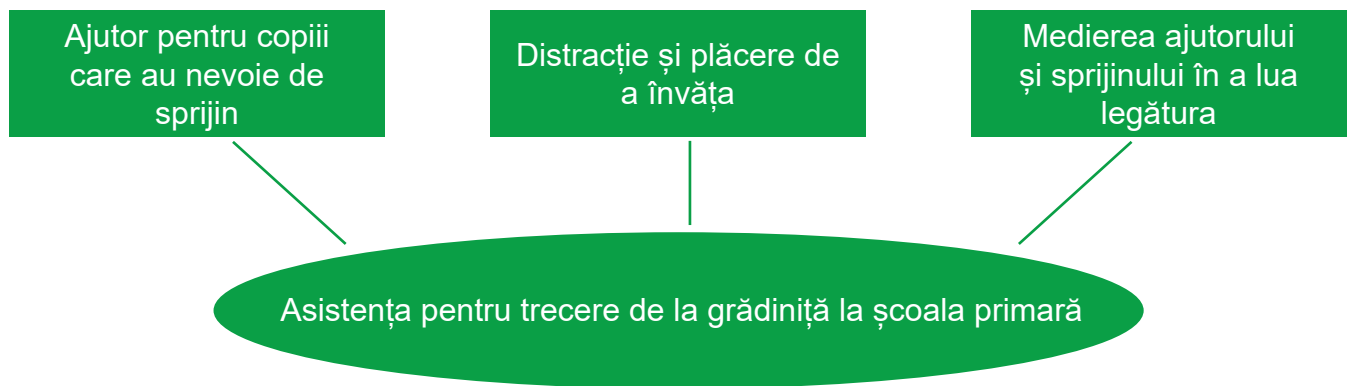 Ajutor pentru copiii
care au nevoie de
sprijin
Distracție și plăcere de
a învăța
Medierea ajutorului
și sprijinului în a lua
legătura
Asistența pentru trecere de la grădiniță la școala primară